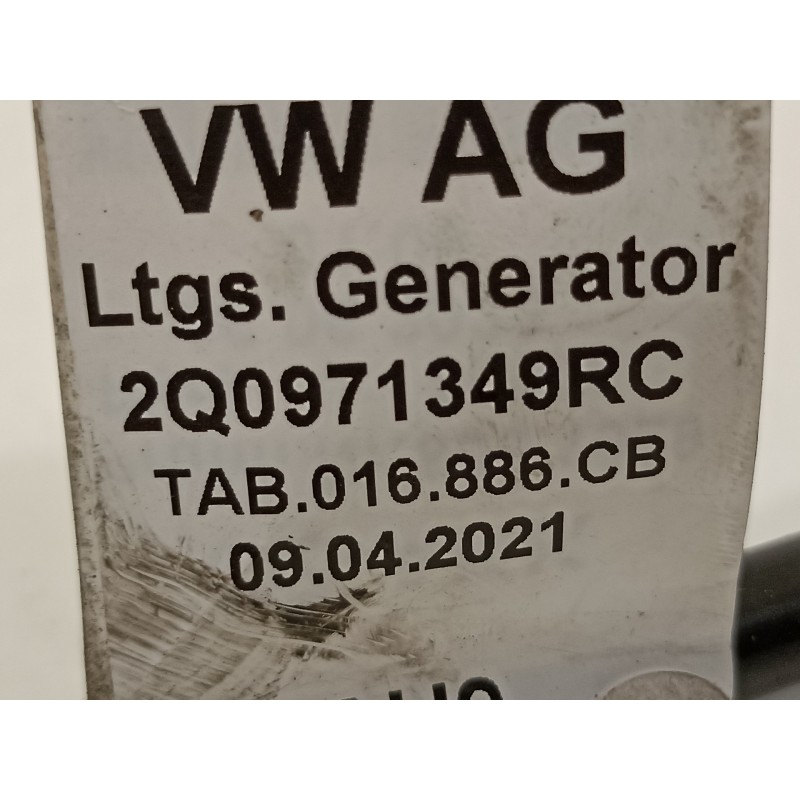 VW AG
Ltgs. Generator
2Q0971349RC
TAB.016.886.CB
09.04.2021